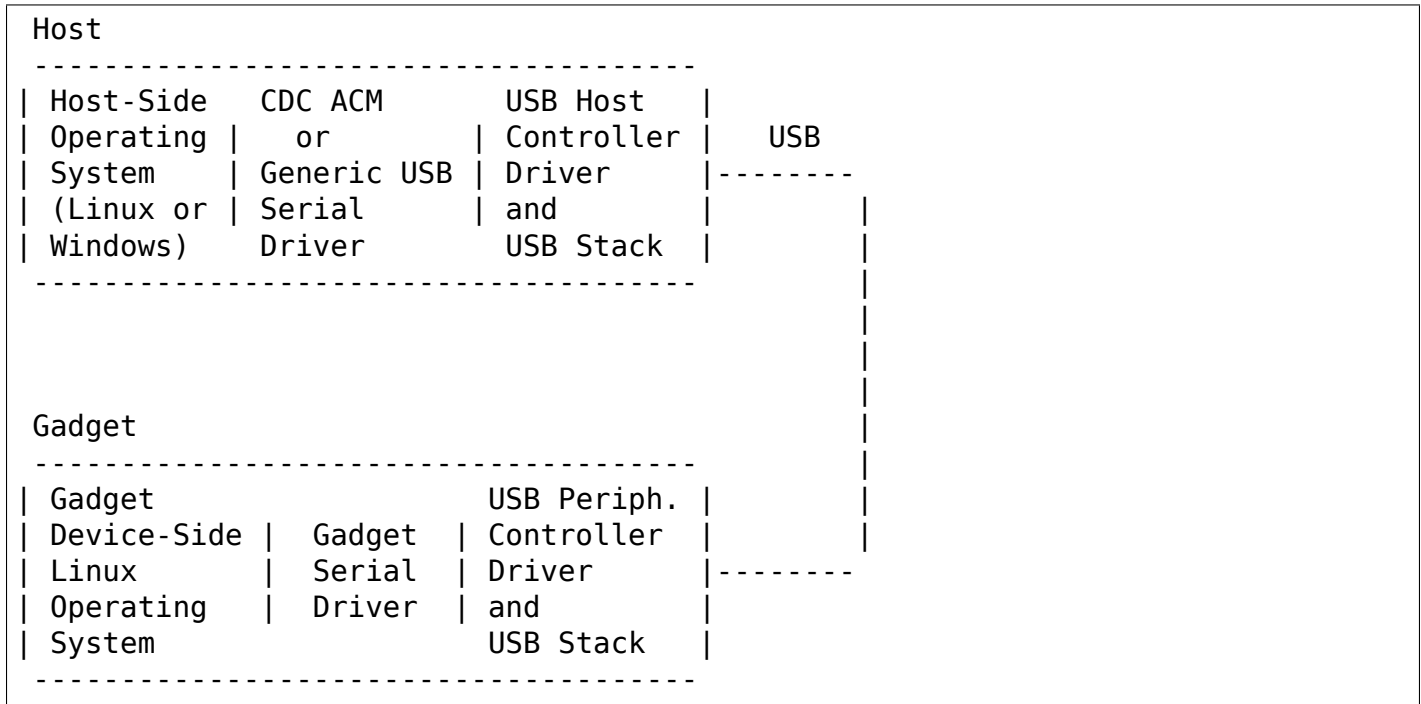 Host
--------------------------------------
| Host-Side   CDC ACM       USB Host   |
| Operating |   or        | Controller |   USB
| System    | Generic USB | Driver     |--------
| (Linux or | Serial      | and        |        |
| Windows)    Driver        USB Stack  |        |
--------------------------------------         |
                                                |
                                                |
                                                |
Gadget                                         |
--------------------------------------         |
| Gadget                   USB Periph. |        |
| Device-Side |  Gadget  | Controller  |        |
| Linux       |  Serial  | Driver      |--------
| Operating   |  Driver  | and         |
| System                   USB Stack   |
--------------------------------------